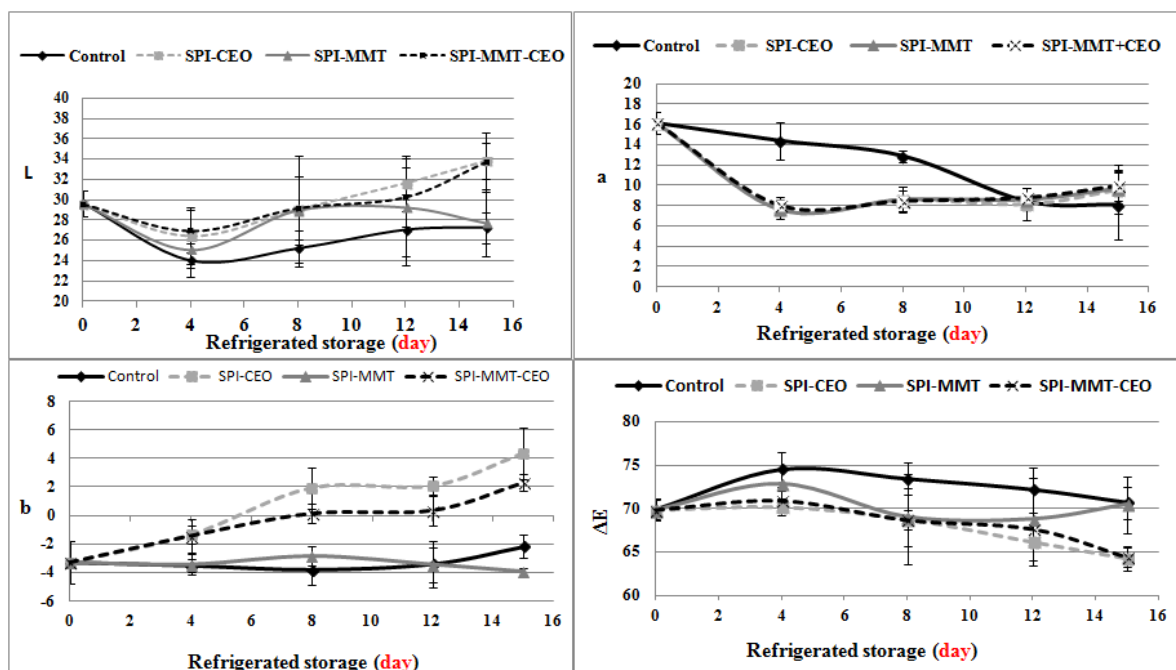 Control SPI-CEO SPI-MMT SPI-MMT-CEO
40
38
36
34
32
30
28
26
24
22
20
L
0 2 4 6 8 10 12 14 16
Refrigerated storage (day)
Control SPI-CEO SPI-MMT SPI-MMT+CEO
20
18
16
14
12
10
8
6
4
2
0
a
0 2 4 6 8 10 12 14 16
Refrigerated storage (day)
Control SPI-CEO SPI-MMT SPI-MMT-CEO
8
6
4
2
0
-2
-4
-6
b
0 2 4 6 8 10 12 14 16
Refrigerated storage (day)
Control SPI-CEO SPI-MMT SPI-MMT-CEO
80
75
70
65
60
ΔE
0 2 4 6 8 10 12 14 16
Refrigerated storage (day)